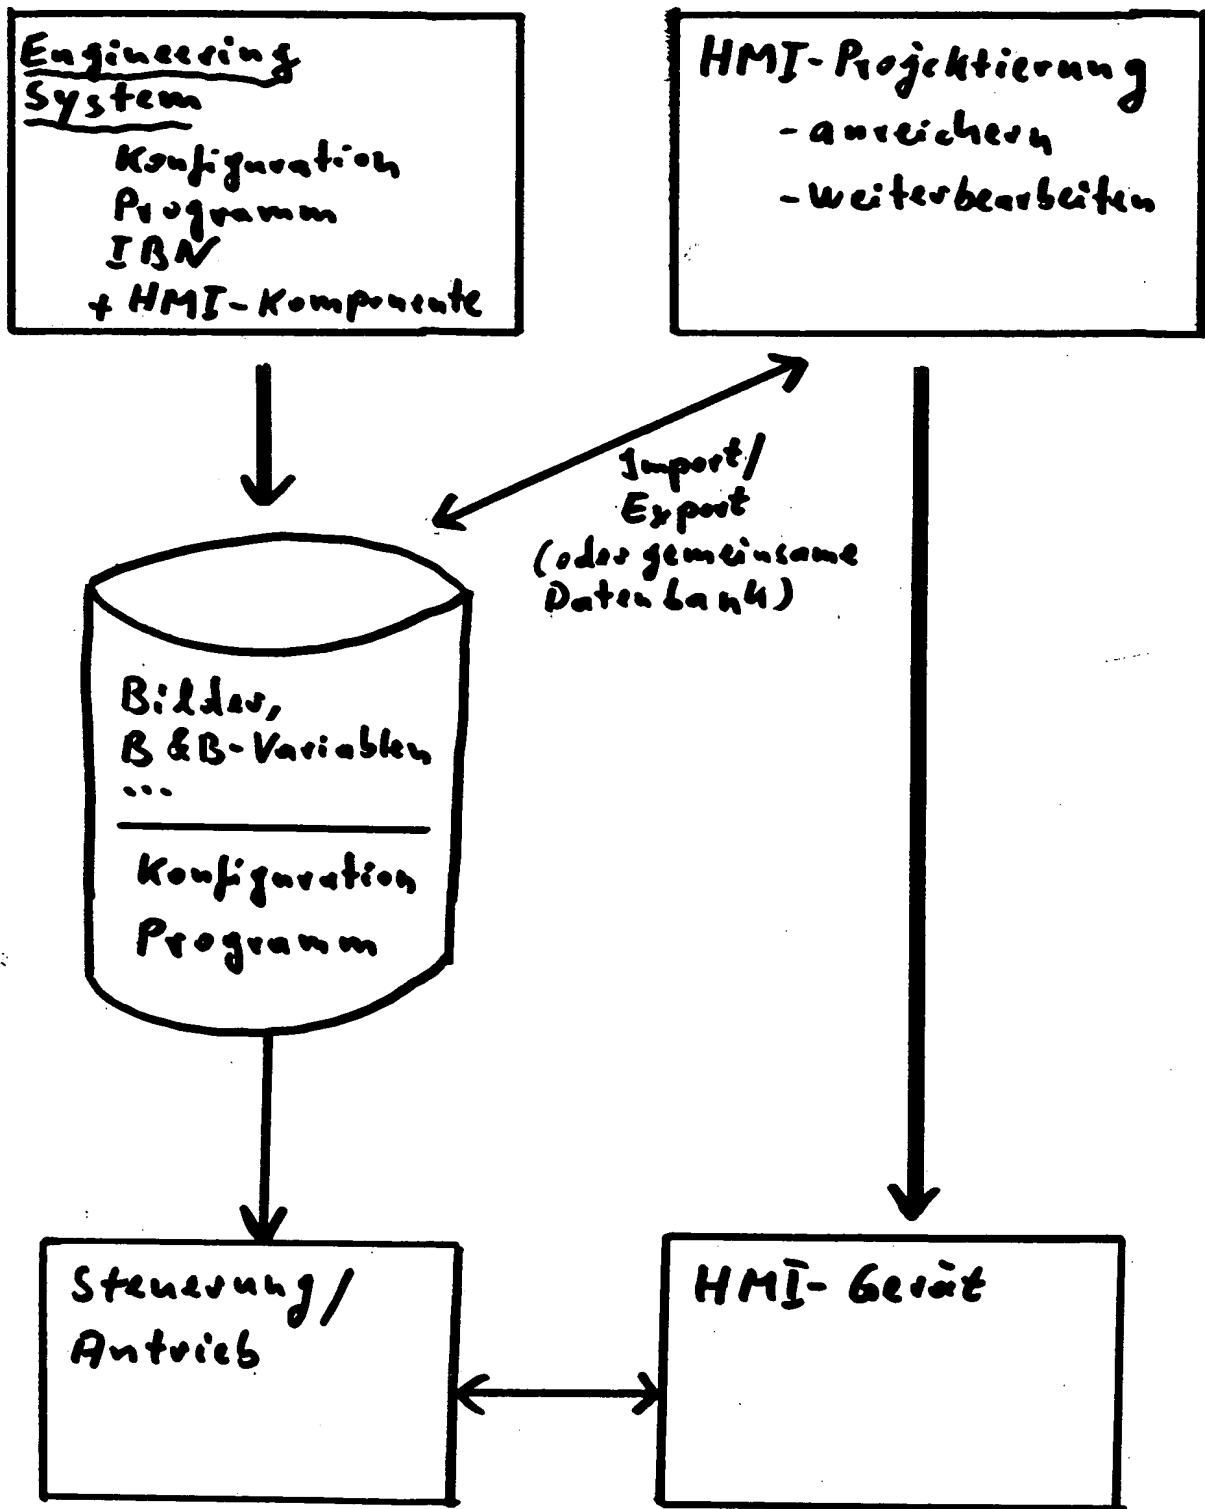 Engineering
System
Konfiguration
Programm
IBN
+ HMI-Komponente
HMI-Projektierung
- anreichern
- weiterbearbeiten
Import/
Export
(oder gemeinsame
Datenbank)
Bilder,
B&B-Variablen
...
Konfiguration
Programm
Steuerung/
Antrieb
HMI-Gerät